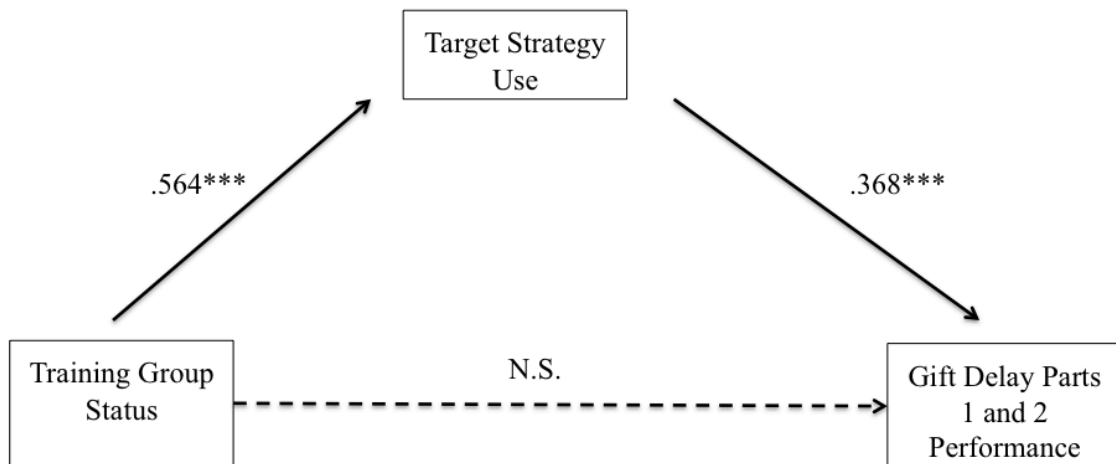 Target Strategy
Use
.564***
.368***
Training Group
Status
N.S.
Gift Delay Parts
1 and 2
Performance